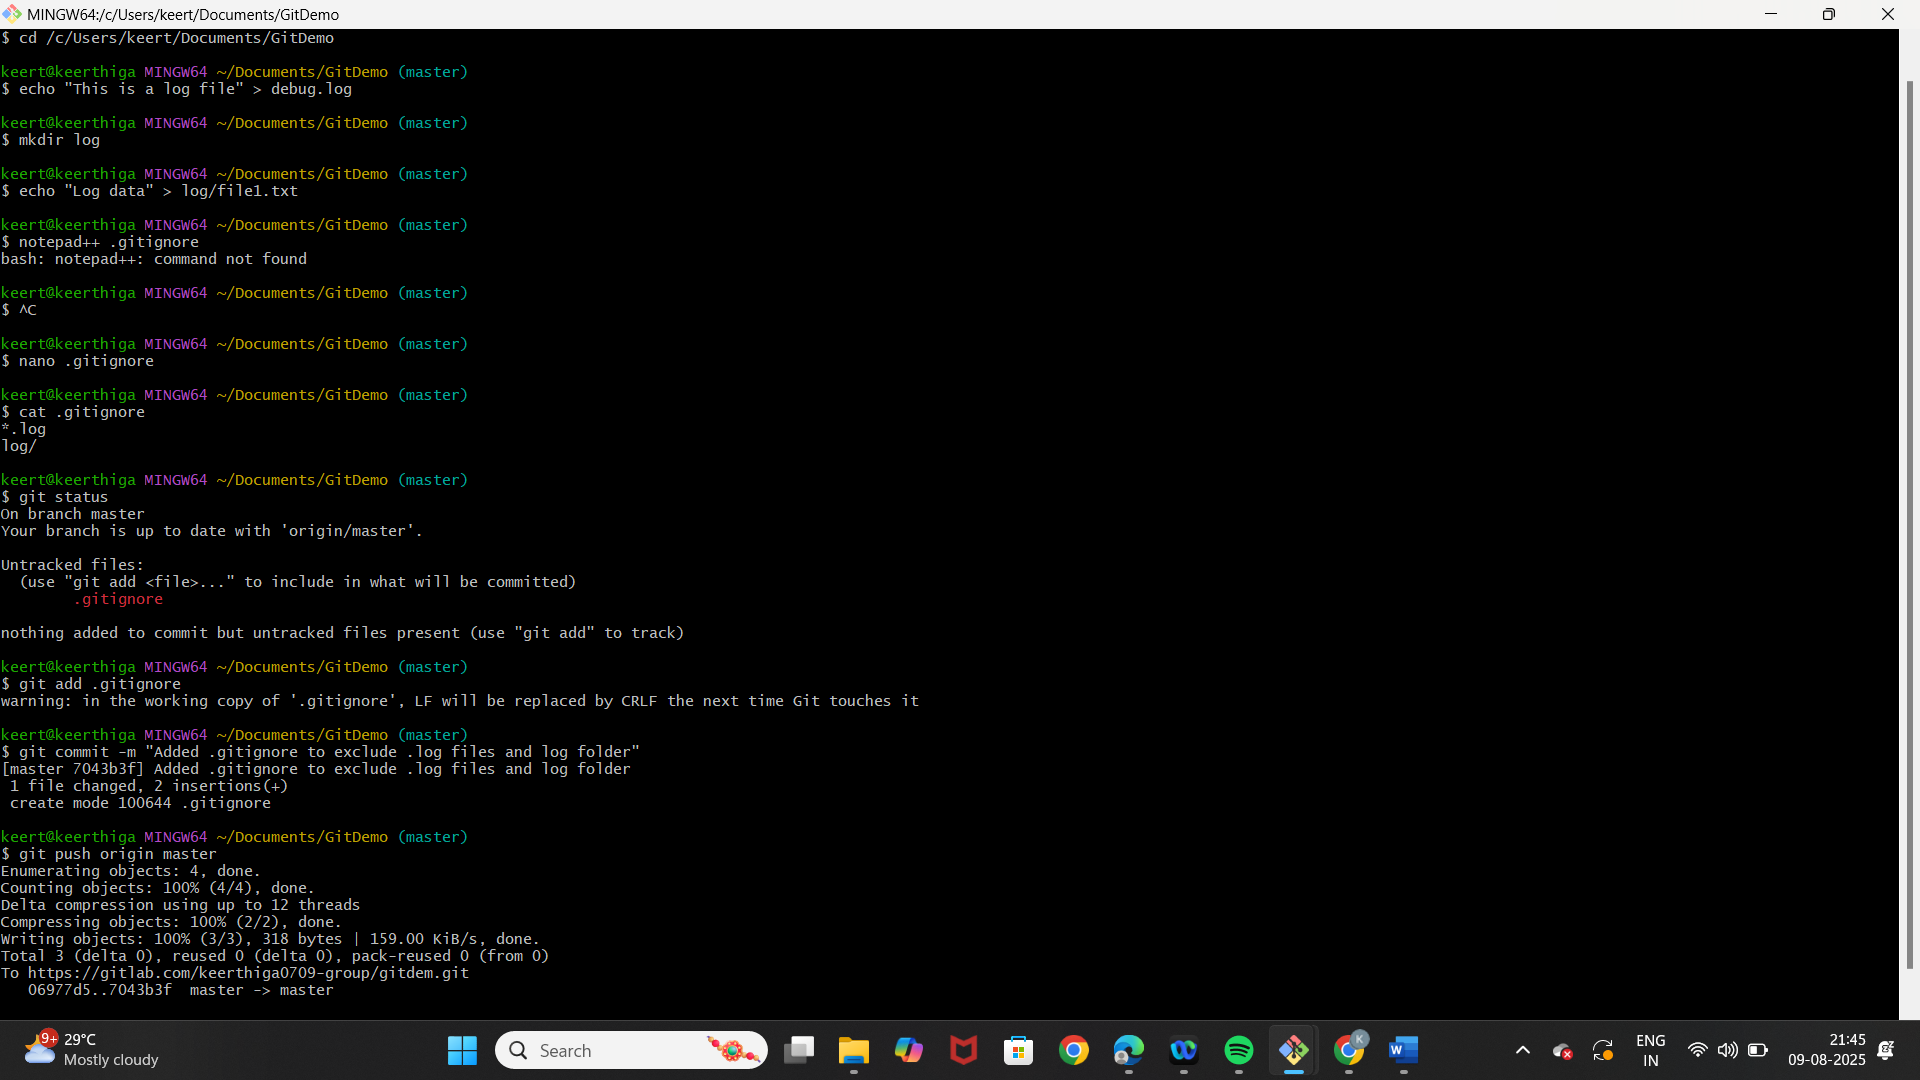 MINGW64:/c/Users/keert/Documents/GitDemo
$ cd /c/Users/keert/Documents/GitDemo
keert@keerthiga MINGW64 ~/Documents/GitDemo (master)
$ echo "This is a log file" > debug.log
keert@keerthiga MINGW64 ~/Documents/GitDemo (master)
$ mkdir log
keert@keerthiga MINGW64 ~/Documents/GitDemo (master)
$ echo "Log data" > log/file1.txt
keert@keerthiga MINGW64 ~/Documents/GitDemo (master)
$ notepad++ .gitignore
bash: notepad++: command not found
keert@keerthiga MINGW64 ~/Documents/GitDemo (master)
$ ^C
keert@keerthiga MINGW64 ~/Documents/GitDemo (master)
$ nano .gitignore
keert@keerthiga MINGW64 ~/Documents/GitDemo (master)
$ cat .gitignore
*.log
log/
keert@keerthiga MINGW64 ~/Documents/GitDemo (master)
$ git status
On branch master
Your branch is up to date with 'origin/master'.
Untracked files:
  (use "git add <file>..." to include in what will be committed)
        .gitignore
nothing added to commit but untracked files present (use "git add" to track)
keert@keerthiga MINGW64 ~/Documents/GitDemo (master)
$ git add .gitignore
warning: in the working copy of '.gitignore', LF will be replaced by CRLF the next time Git touches it
keert@keerthiga MINGW64 ~/Documents/GitDemo (master)
$ git commit -m "Added .gitignore to exclude .log files and log folder"
[master 7043b3f] Added .gitignore to exclude .log files and log folder
 1 file changed, 2 insertions(+)
 create mode 100644 .gitignore
keert@keerthiga MINGW64 ~/Documents/GitDemo (master)
$ git push origin master
Enumerating objects: 4, done.
Counting objects: 100% (4/4), done.
Delta compression using up to 12 threads
Compressing objects: 100% (2/2), done.
Writing objects: 100% (3/3), 318 bytes | 159.00 KiB/s, done.
Total 3 (delta 0), reused 0 (delta 0), pack-reused 0 (from 0)
To https://gitlab.com/keerthiga0709-group/gitdem.git
   06977d5..7043b3f  master -> master
9+
29°C
Mostly cloudy
Search
K
W
ENG
IN
21:45
09-08-2025